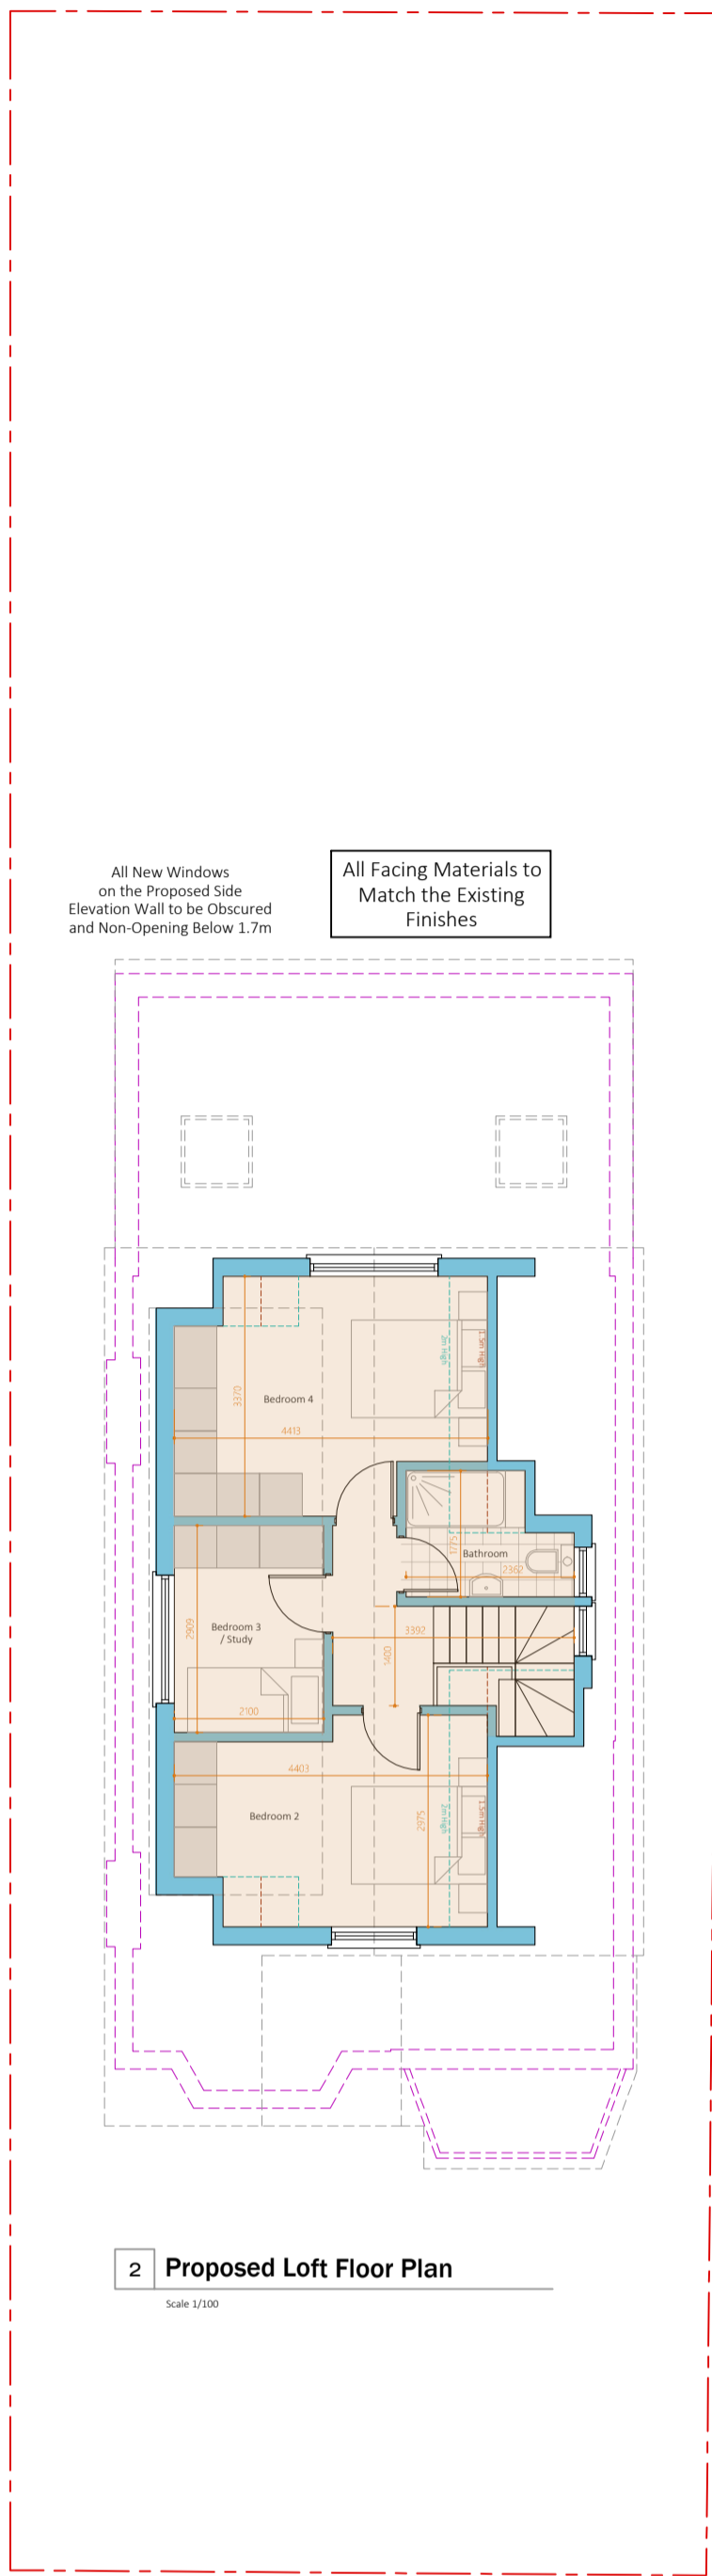 All New Windows
on the Proposed Side
Elevation Wall to be Obscured
and Non-Opening Below 1.7m
All Facing Materials to
Match the Existing
Finishes
2m High
1.5m High
3370
Bedroom 4
4413
1775
Bathroom
2362
2909
Bedroom 3
/ Study
3392
1400
2100
4403
Bedroom 2
2975
2m High
1.5m High
2
Proposed Loft Floor Plan
Scale 1/100